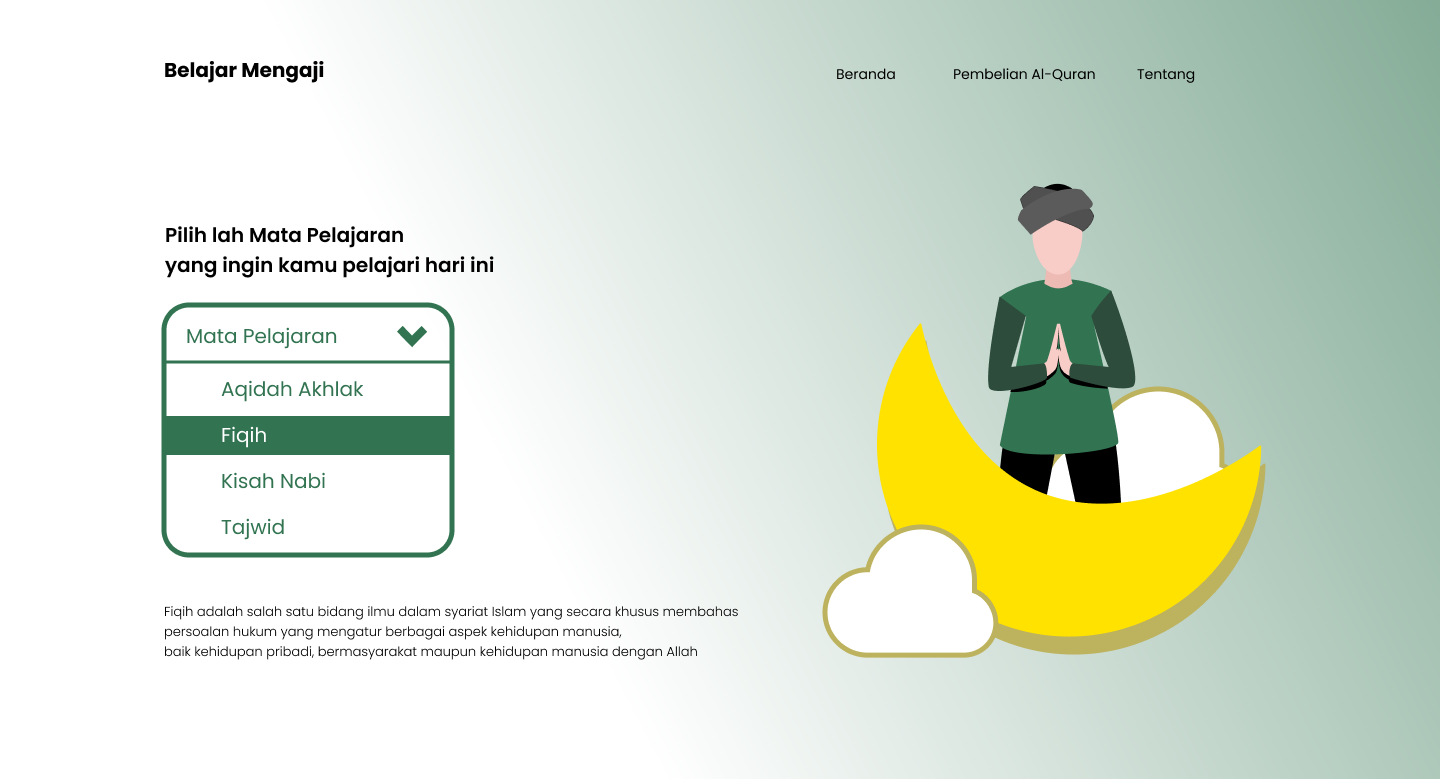 Belajar Mengaji
Beranda
Pembelian Al-Quran
Tentang
Pilih lah Mata Pelajaran
yang ingin kamu pelajari hari ini
Mata Pelajaran
Aqidah Akhlak
Fiqih
Kisah Nabi
Tajwid
Fiqih adalah salah satu bidang ilmu dalam syariat Islam yang secara khusus membahas
persoalan hukum yang mengatur berbagai aspek kehidupan manusia,
baik kehidupan pribadi, bermasyarakat maupun kehidupan manusia dengan Allah